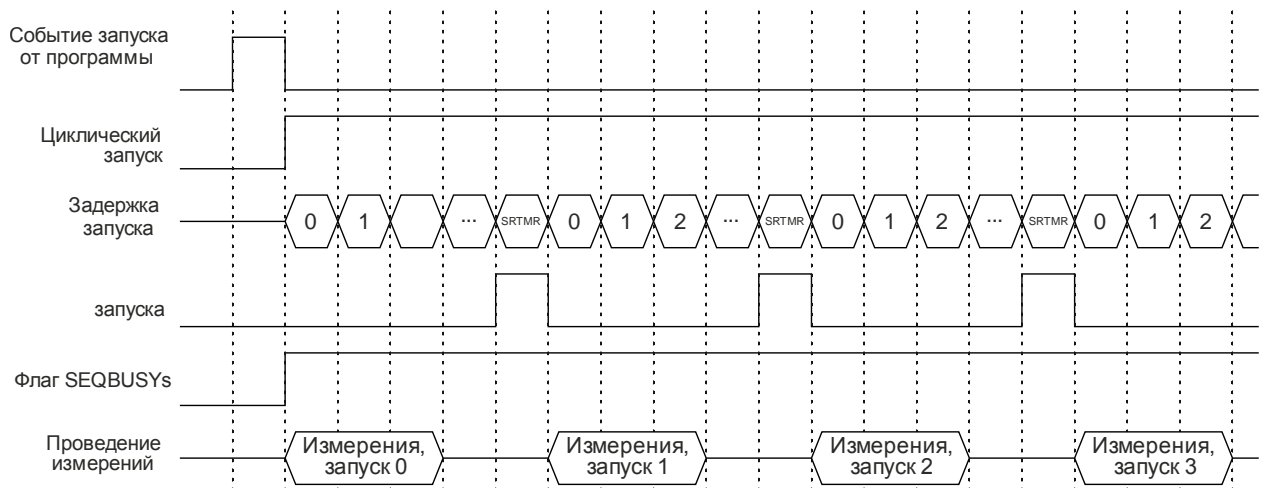 Событие запуска
от программы
Циклический
запуск
Задержка
запуска
0 1 ... SRTMR 0 1 2 ... SRTMR 0 1 2 ... SRTMR 0 1 2
запуска
Флаг SEQBUSYs
Проведение
измерений
Измерения,
запуск 0
Измерения,
запуск 1
Измерения,
запуск 2
Измерения,
запуск 3